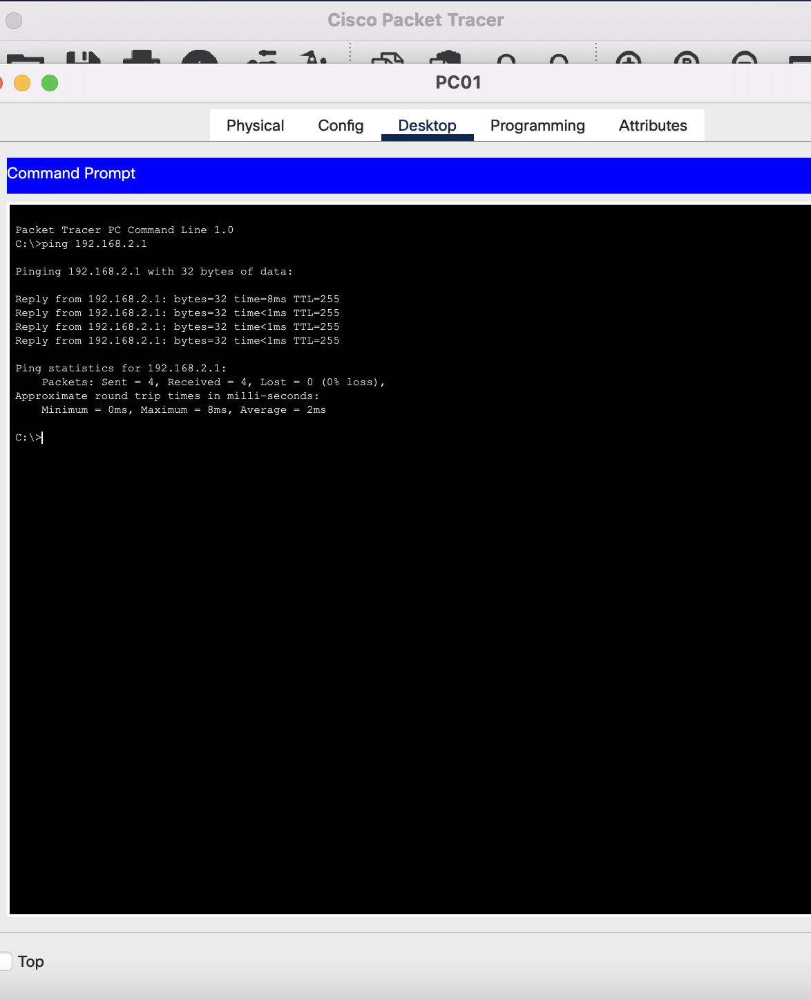 Cisco Packet Tracer
PC01
Physical Config Desktop Programming Attributes
Command Prompt
Packet Tracer PC Command Line 1.0
C:\>ping 192.168.2.1
Pinging 192.168.2.1 with 32 bytes of data:
Reply from 192.168.2.1: bytes=32 time=8ms TTL=255
Reply from 192.168.2.1: bytes=32 time<1ms TTL=255
Reply from 192.168.2.1: bytes=32 time<1ms TTL=255
Reply from 192.168.2.1: bytes=32 time<1ms TTL=255
Ping statistics for 192.168.2.1:
Packets: Sent = 4, Received = 4, Lost = 0 (0% loss),
Approximate round trip times in milli-seconds:
Minimum = 0ms, Maximum = 8ms, Average = 2ms
C:\>
Top